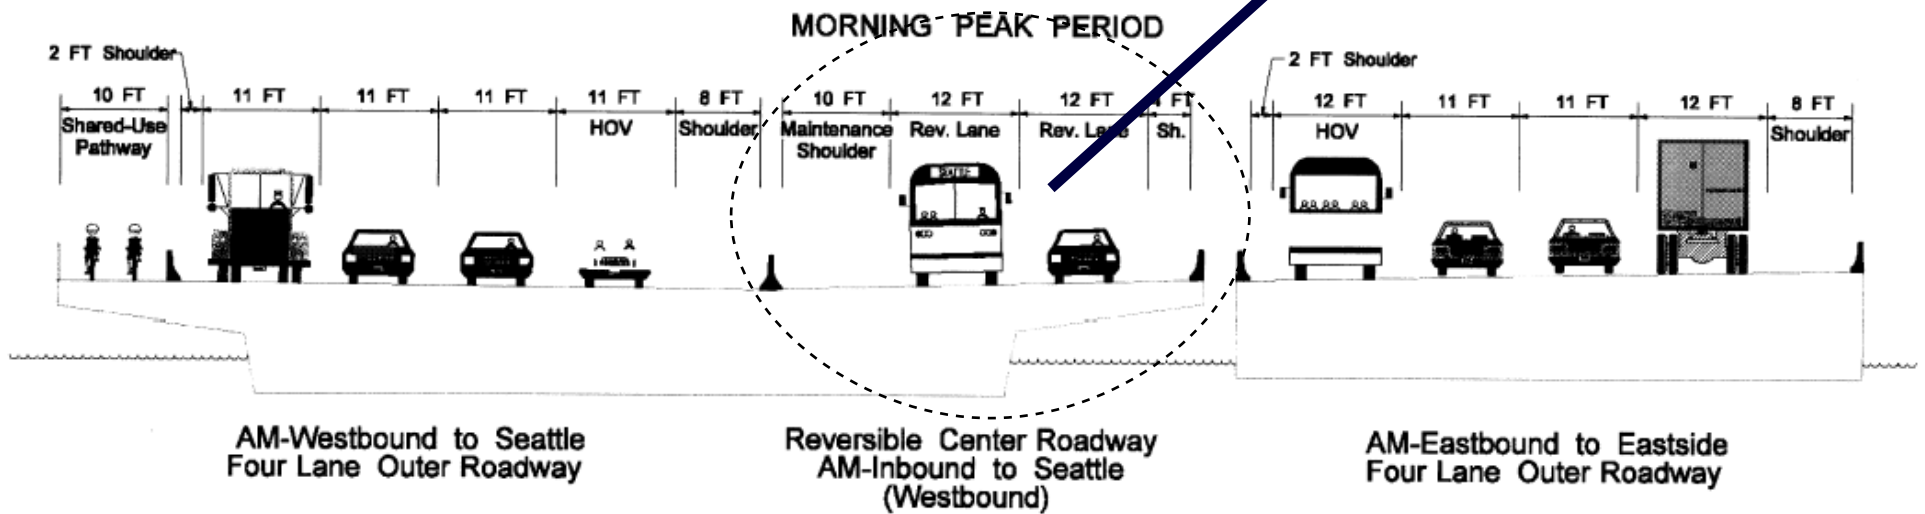 MORNING PEAK PERIOD
2 FT Shoulder
2 FT Shoulder
10 FT 11 FT 11 FT 11 FT 11 FT 8 FT 10 FT 12 FT 12 FT FT 12 FT 11 FT 11 FT 12 FT 8 FT
Shared-Use
Pathway
HOV
Shoulder
Maintenance
Shoulder
Rev. Lane
Rev. Lane
Sh.
HOV
Shoulder
SEATTLE
AM-Westbound to Seattle
Four Lane Outer Roadway
Reversible Center Roadway
AM-Inbound to Seattle
(Westbound)
AM-Eastbound to Eastside
Four Lane Outer Roadway